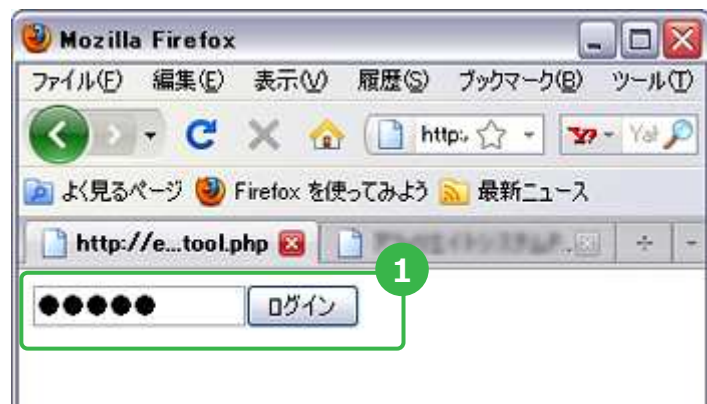 Mozilla Firefox
ファイル(F) 編集(E) 表示(V) 履歴(S) ブックマーク(B) ツール(T)
http:
よく見るページ Firefox を使ってみよう 最新ニュース
http://e...tool.php
1
●●●●● ログイン